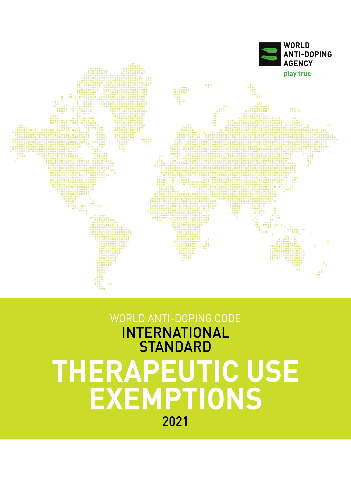 WORLD
ANTI-DOPING
AGENCY
play true
WORLD ANTI-DOPING CODE
INTERNATIONAL
STANDARD
THERAPEUTIC USE
EXEMPTIONS
2021